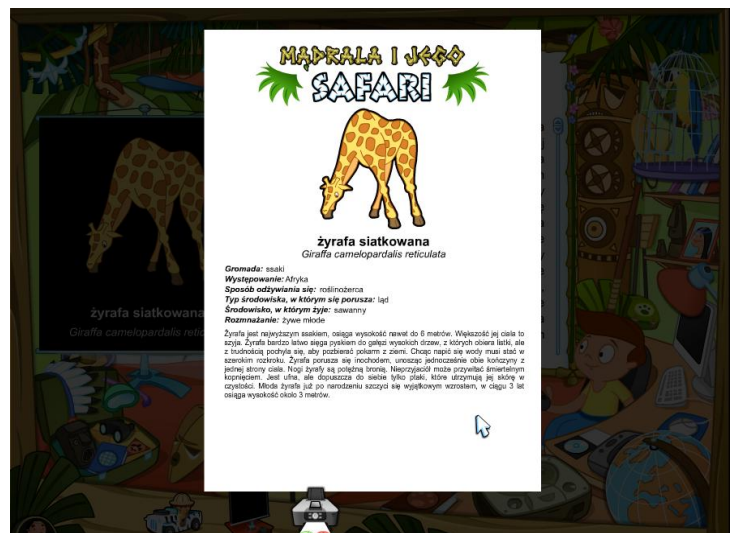 MĄDRALA I JEGO
SAFARI
żyrafa siatkowana
Giraffa camelopardalis reticulata
Gromada: ssaki
Występowanie: Afryka
Sposób odżywiania się: roślinożerca
Typ środowiska, w którym się porusza: ląd
Środowisko, w którym żyje: sawanny
Rozmnażanie: żywe młode
Żyrafa jest najwyższym ssakiem, osiąga wysokość nawet do 6 metrów. Większość jej ciała to
szyja. Żyrafa bardzo łatwo sięga pyskiem do gałęzi wysokich drzew, z których obiera listki, ale
z trudnością pochyla się, aby pozbierać pokarm z ziemi. Chcąc napić się wody musi stać w
szerokim rozkroku. Żyrafa porusza się inochodem, unosząc jednocześnie obie kończyny z
jednej strony ciała. Nogi żyrafy są potężną bronią. Nieprzyjaciół może przywitać śmiertelnym
kopnięciem. Jest ufna, ale dopuszcza do siebie tylko ptaki, które utrzymują jej skórę w
czystości. Młoda żyrafa już po narodzeniu szczyci się wyjątkowym wzrostem, w ciągu 3 lat
osiąga wysokość około 3 metrów.
żyrafa siatkowana
Giraffa camelopardalis retic